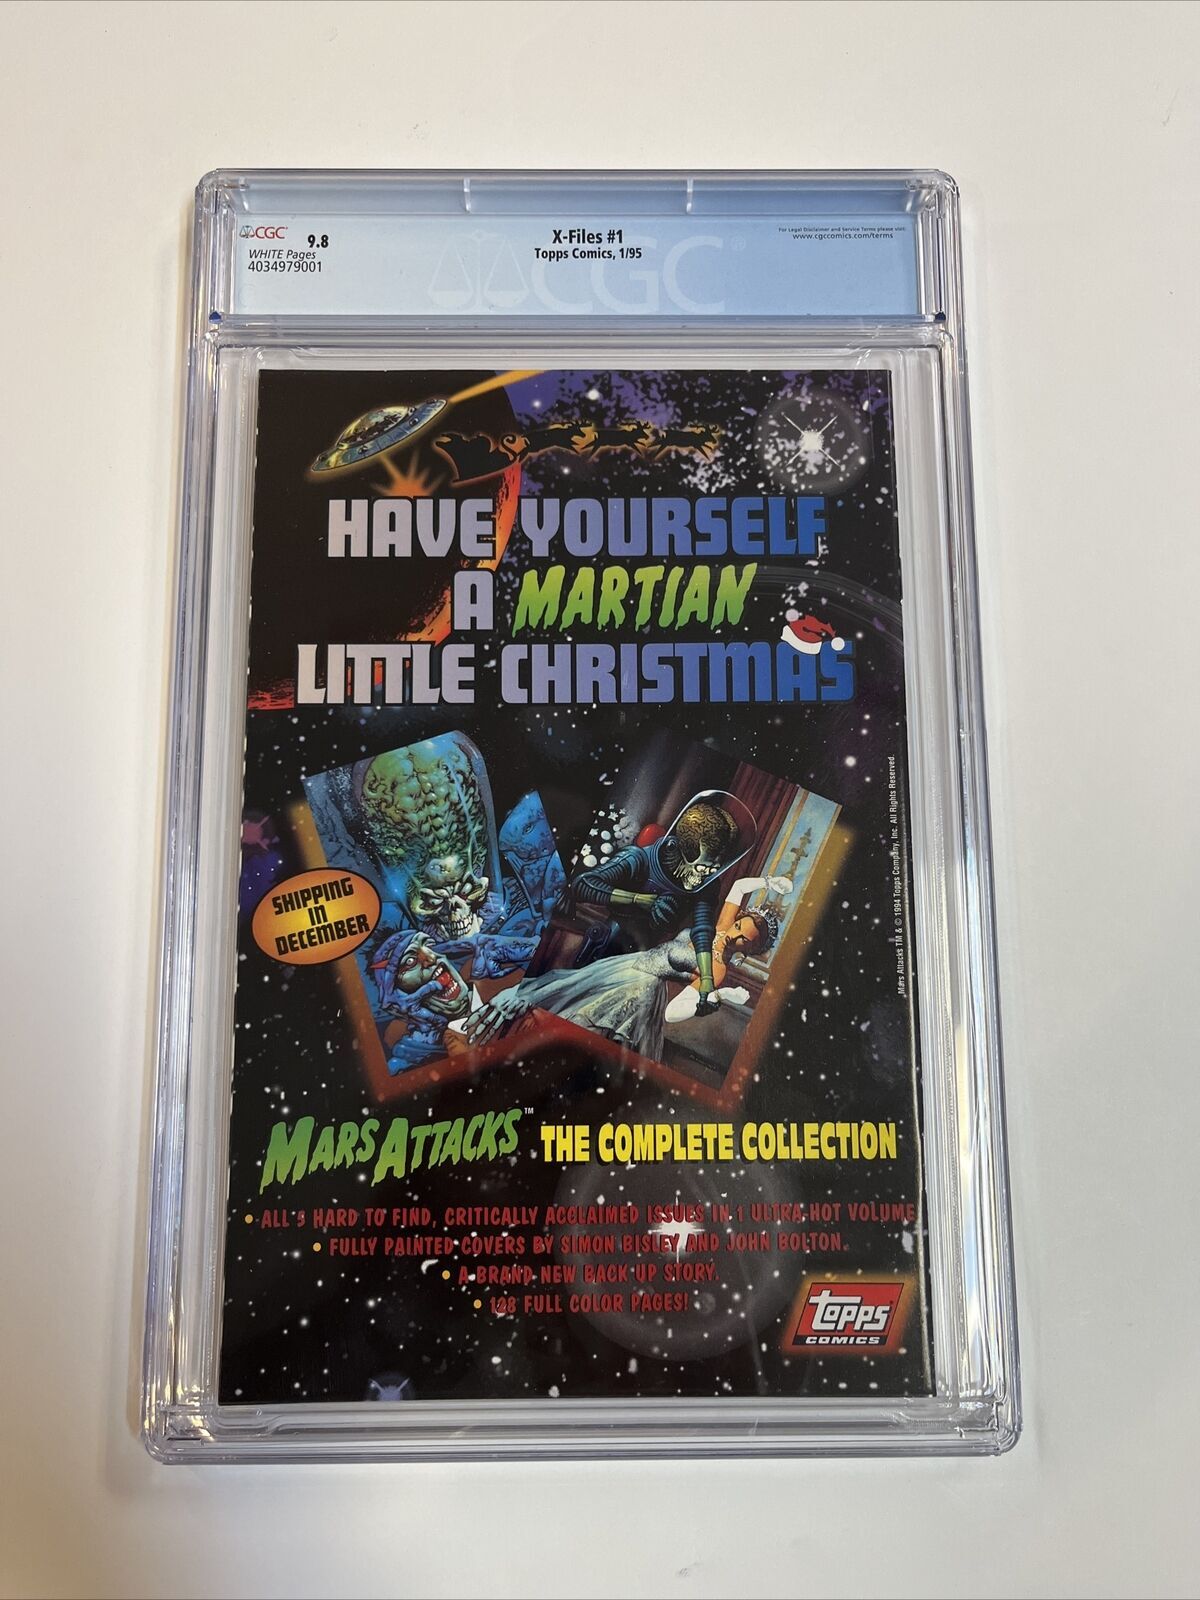 CGC
9.8
WHITE Pages
4034979001
X-Files #1
Topps Comics, 1/95
For Legal Disclaimer and Service Terms please visit:
www.cgccomics.com/terms
CGC
HAVE YOURSELF
A MARTIAN
LITTLE CHRISTMAS
SHIPPING
IN
DECEMBER
Mars Attacks TM & © 1994 Topps Company, Inc. All Rights Reserved.
MARS ATTACKS™ THE COMPLETE COLLECTION
• ALL 5 HARD TO FIND, CRITICALLY ACCLAIMED ISSUES IN 1 ULTRA-HOT VOLUME
• FULLY PAINTED COVERS BY SIMON BISLEY AND JOHN BOLTON.
• A BRAND NEW BACK UP STORY.
• 128 FULL COLOR PAGES!
TOPPS
COMICS